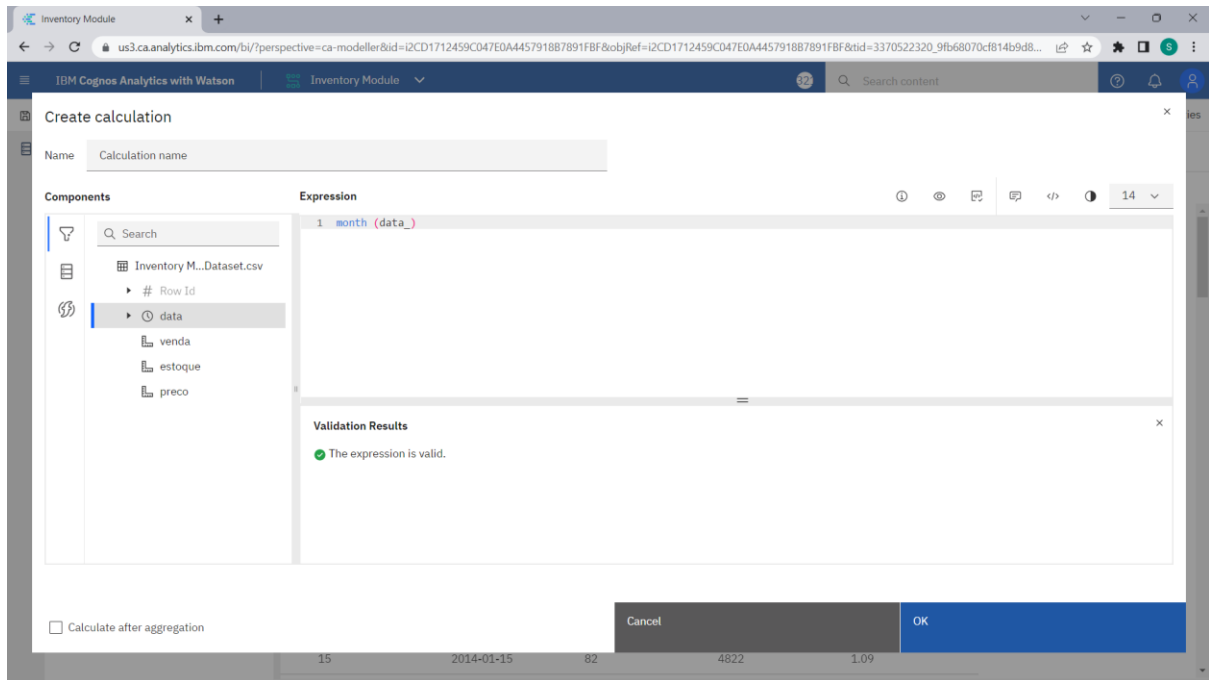 Inventory Module
us3.ca.analytics.ibm.com/bi/?perspective=ca-modeller&id=i2CD1712459C047E0A4457918B7891FBF&objRef=i2CD1712459C047E0A4457918B7891FBF&tid=3370522320_9fb68070cf814b9d8...
S
IBM Cognos Analytics with Watson
Inventory Module
32
Search content
Create calculation
ies
Name
Calculation name
Components
Expression
14
Search
1 month (data_)
Inventory M...Dataset.csv
# Row Id
data
venda
estoque
preco
Validation Results
The expression is valid.
Calculate after aggregation
Cancel
OK
15 2014-01-15 82 4822 1.09